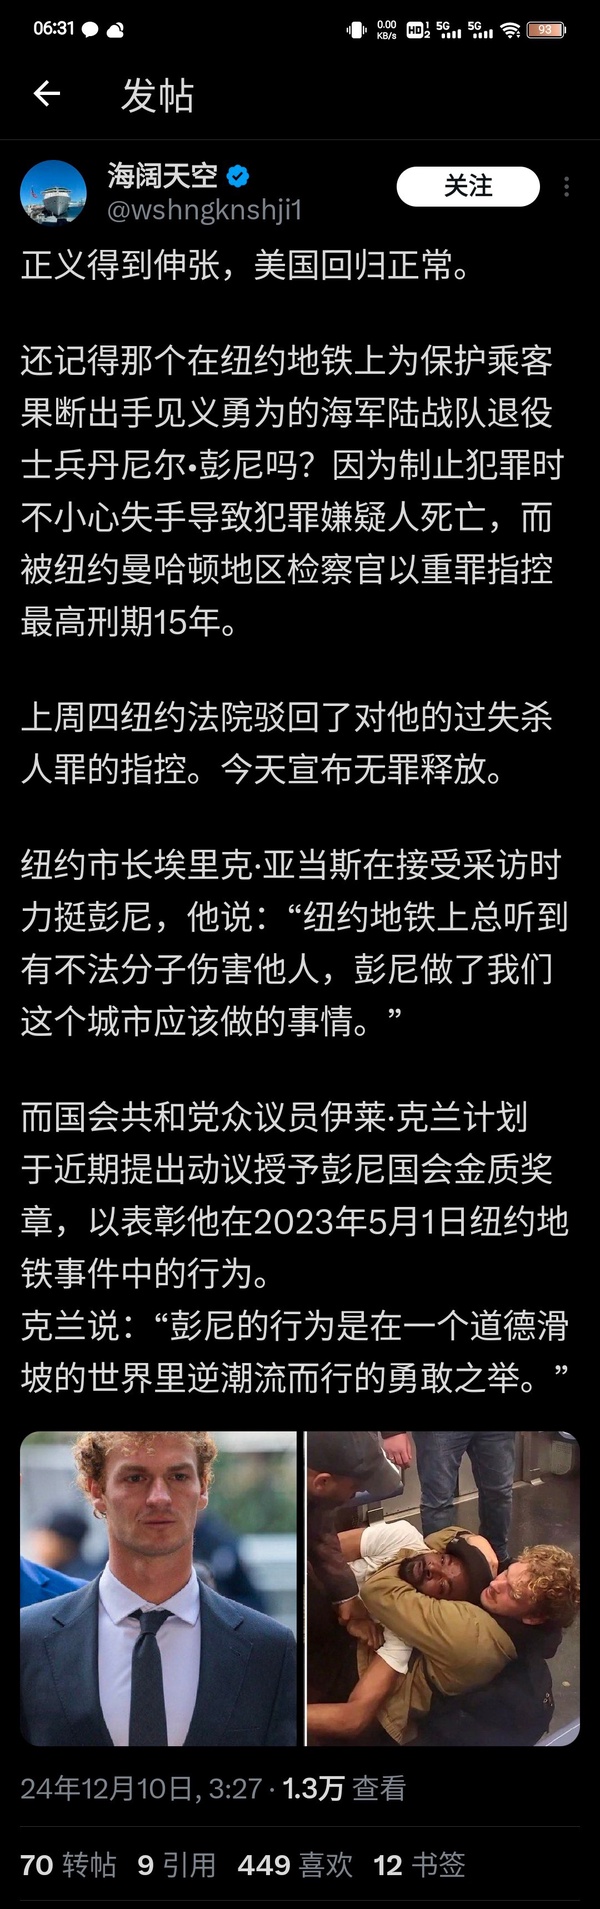 06:31
0.00 KB/s
HD 1 2
5G
5G
93
发帖
海阔天空
关注
@wshngknshji1
正义得到伸张，美国回归正常。
还记得那个在纽约地铁上为保护乘客
果断出手见义勇为的海军陆战队退役
士兵丹尼尔•彭尼吗？因为制止犯罪时
不小心失手导致犯罪嫌疑人死亡，而
被纽约曼哈顿地区检察官以重罪指控
最高刑期15年。
上周四纽约法院驳回了对他的过失杀
人罪的指控。今天宣布无罪释放。
纽约市长埃里克·亚当斯在接受采访时
力挺彭尼，他说：“纽约地铁上总听到
有不法分子伤害他人，彭尼做了我们
这个城市应该做的事情。”
而国会共和党众议员伊莱·克兰计划
于近期提出动议授予彭尼国会金质奖
章，以表彰他在2023年5月1日纽约地
铁事件中的行为。
克兰说：“彭尼的行为是在一个道德滑
坡的世界里逆潮流而行的勇敢之举。”
24年12月10日, 3:27 · 1.3万 查看
70 转帖 9 引用 449 喜欢 12 书签